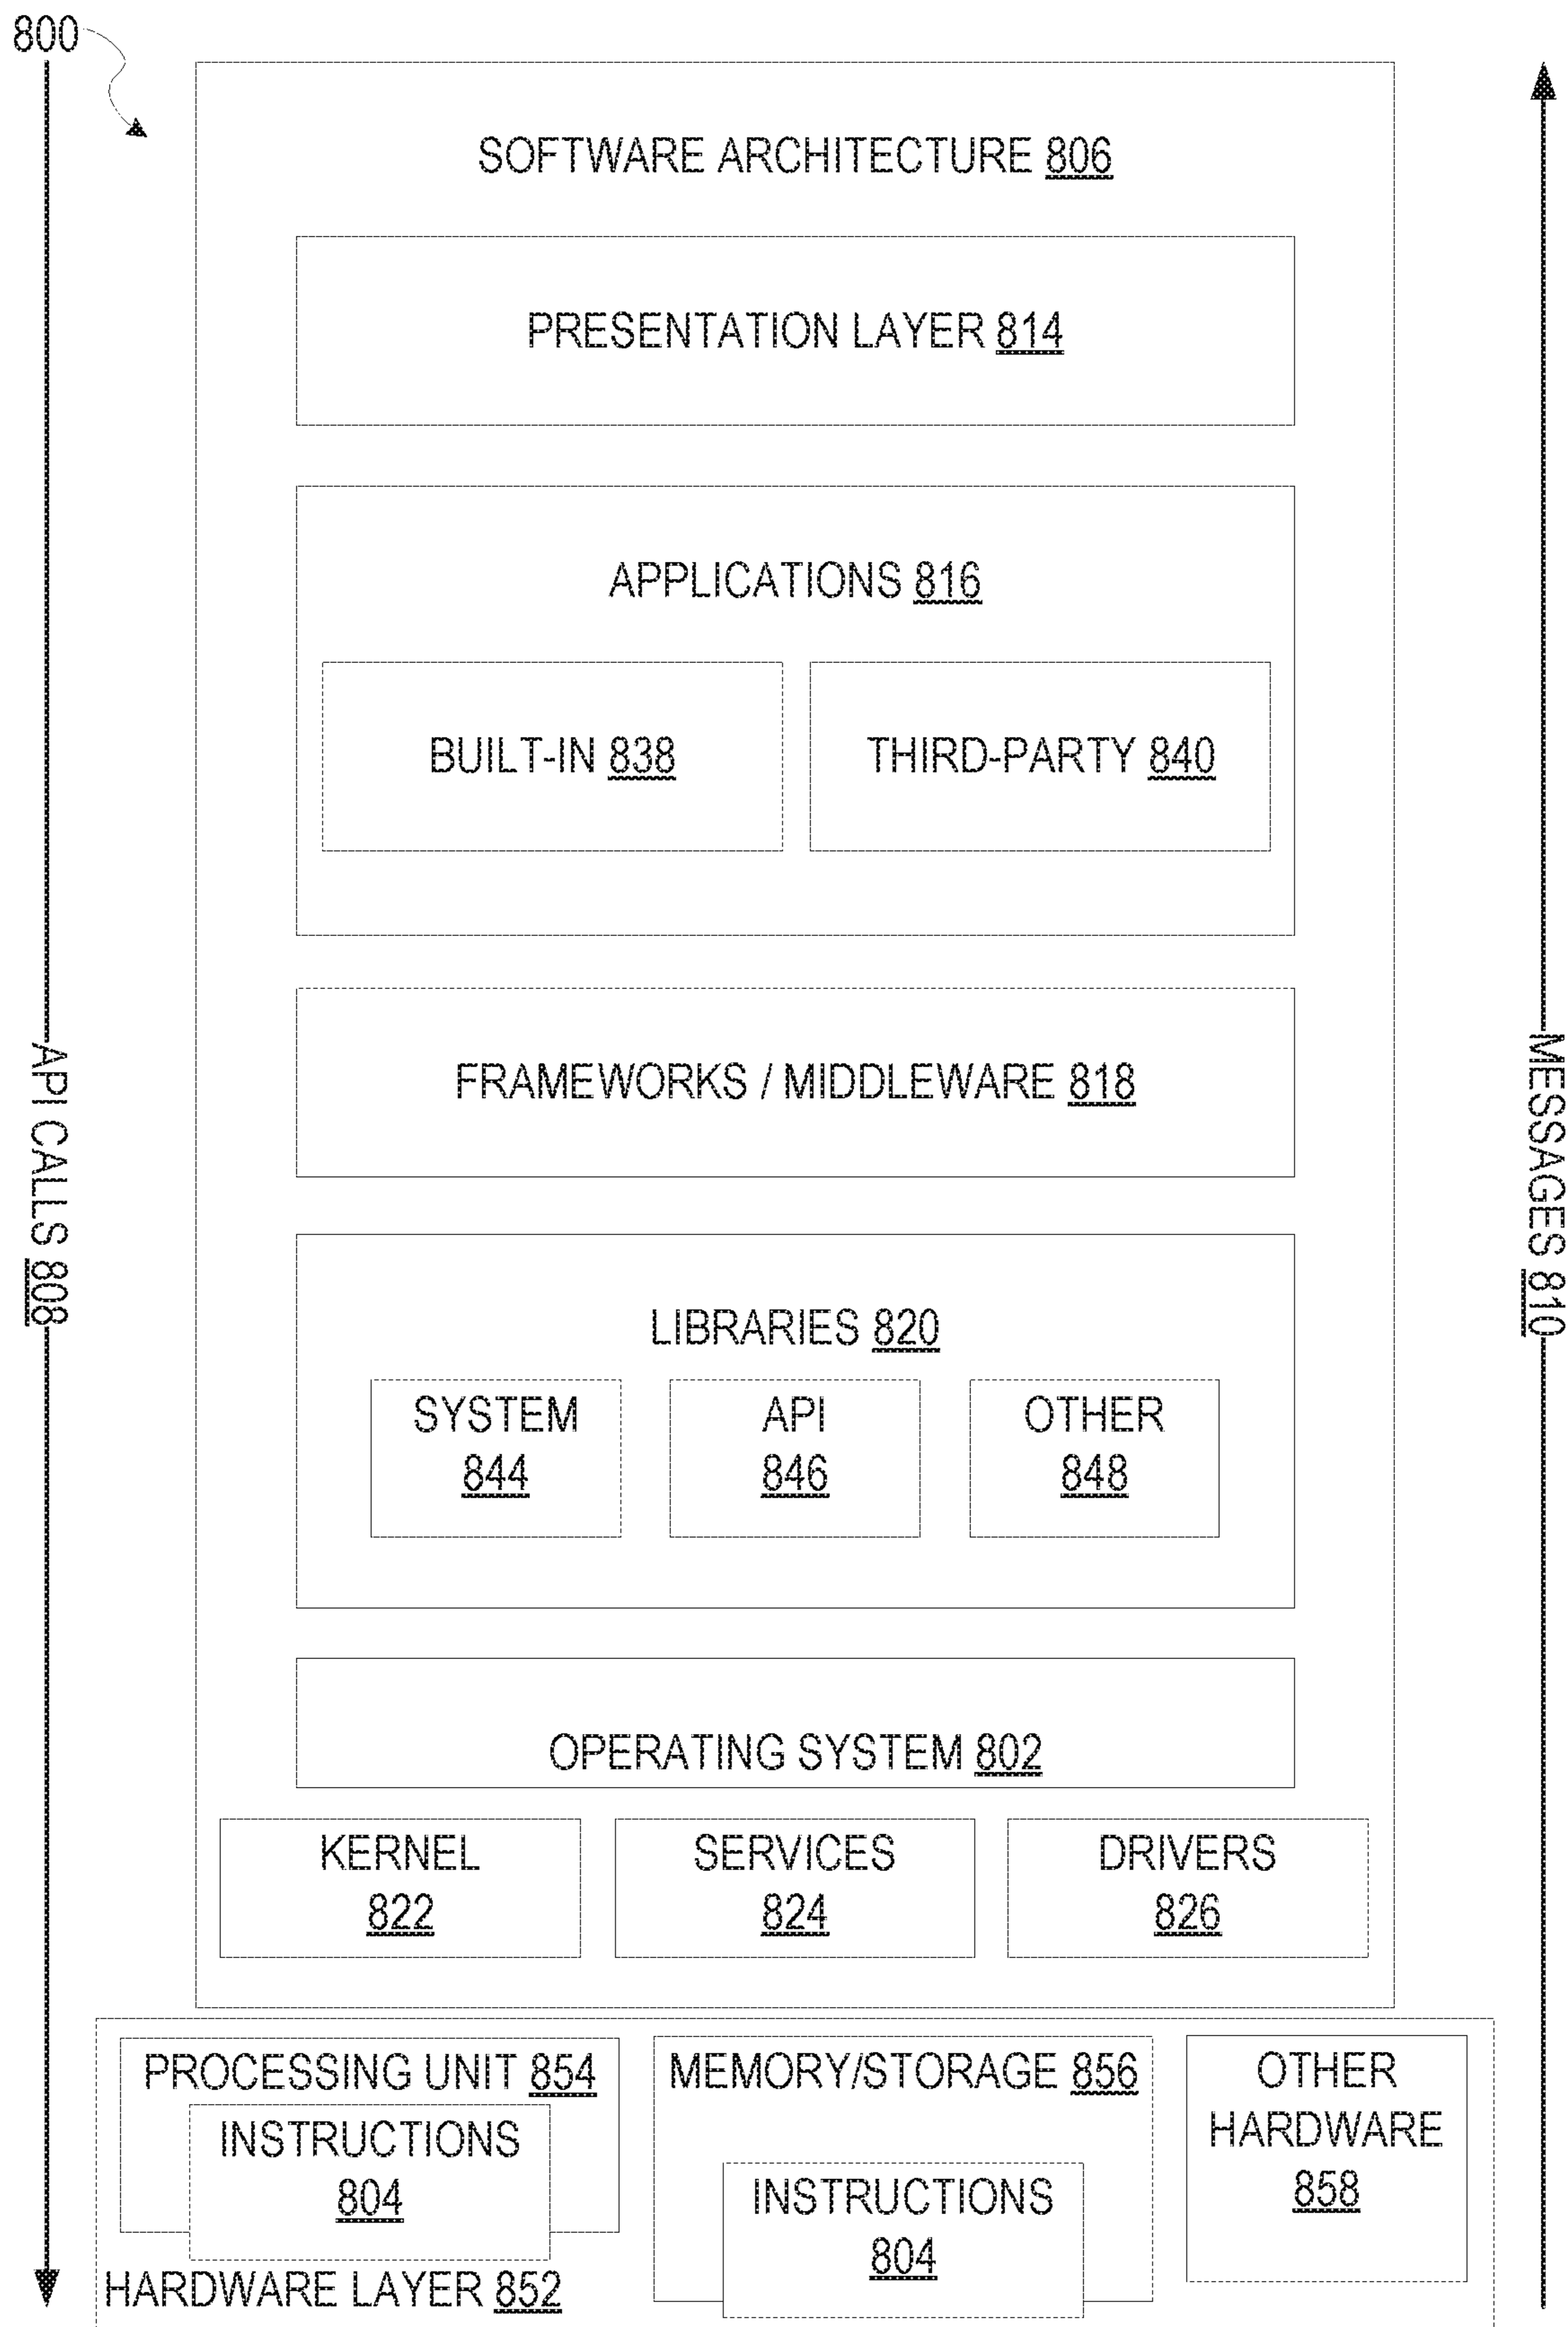 800
SOFTWARE ARCHITECTURE 806
PRESENTATION LAYER 814
APPLICATIONS 816
BUILT-IN 838
THIRD-PARTY 840
FRAMEWORKS / MIDDLEWARE 818
API CALLS 808
MESSAGES 810
LIBRARIES 820
SYSTEM
844
API
846
OTHER
848
OPERATING SYSTEM 802
KERNEL
822
SERVICES
824
DRIVERS
826
PROCESSING UNIT 854
INSTRUCTIONS
804
MEMORY/STORAGE 856
INSTRUCTIONS
804
OTHER
HARDWARE
858
HARDWARE LAYER 852